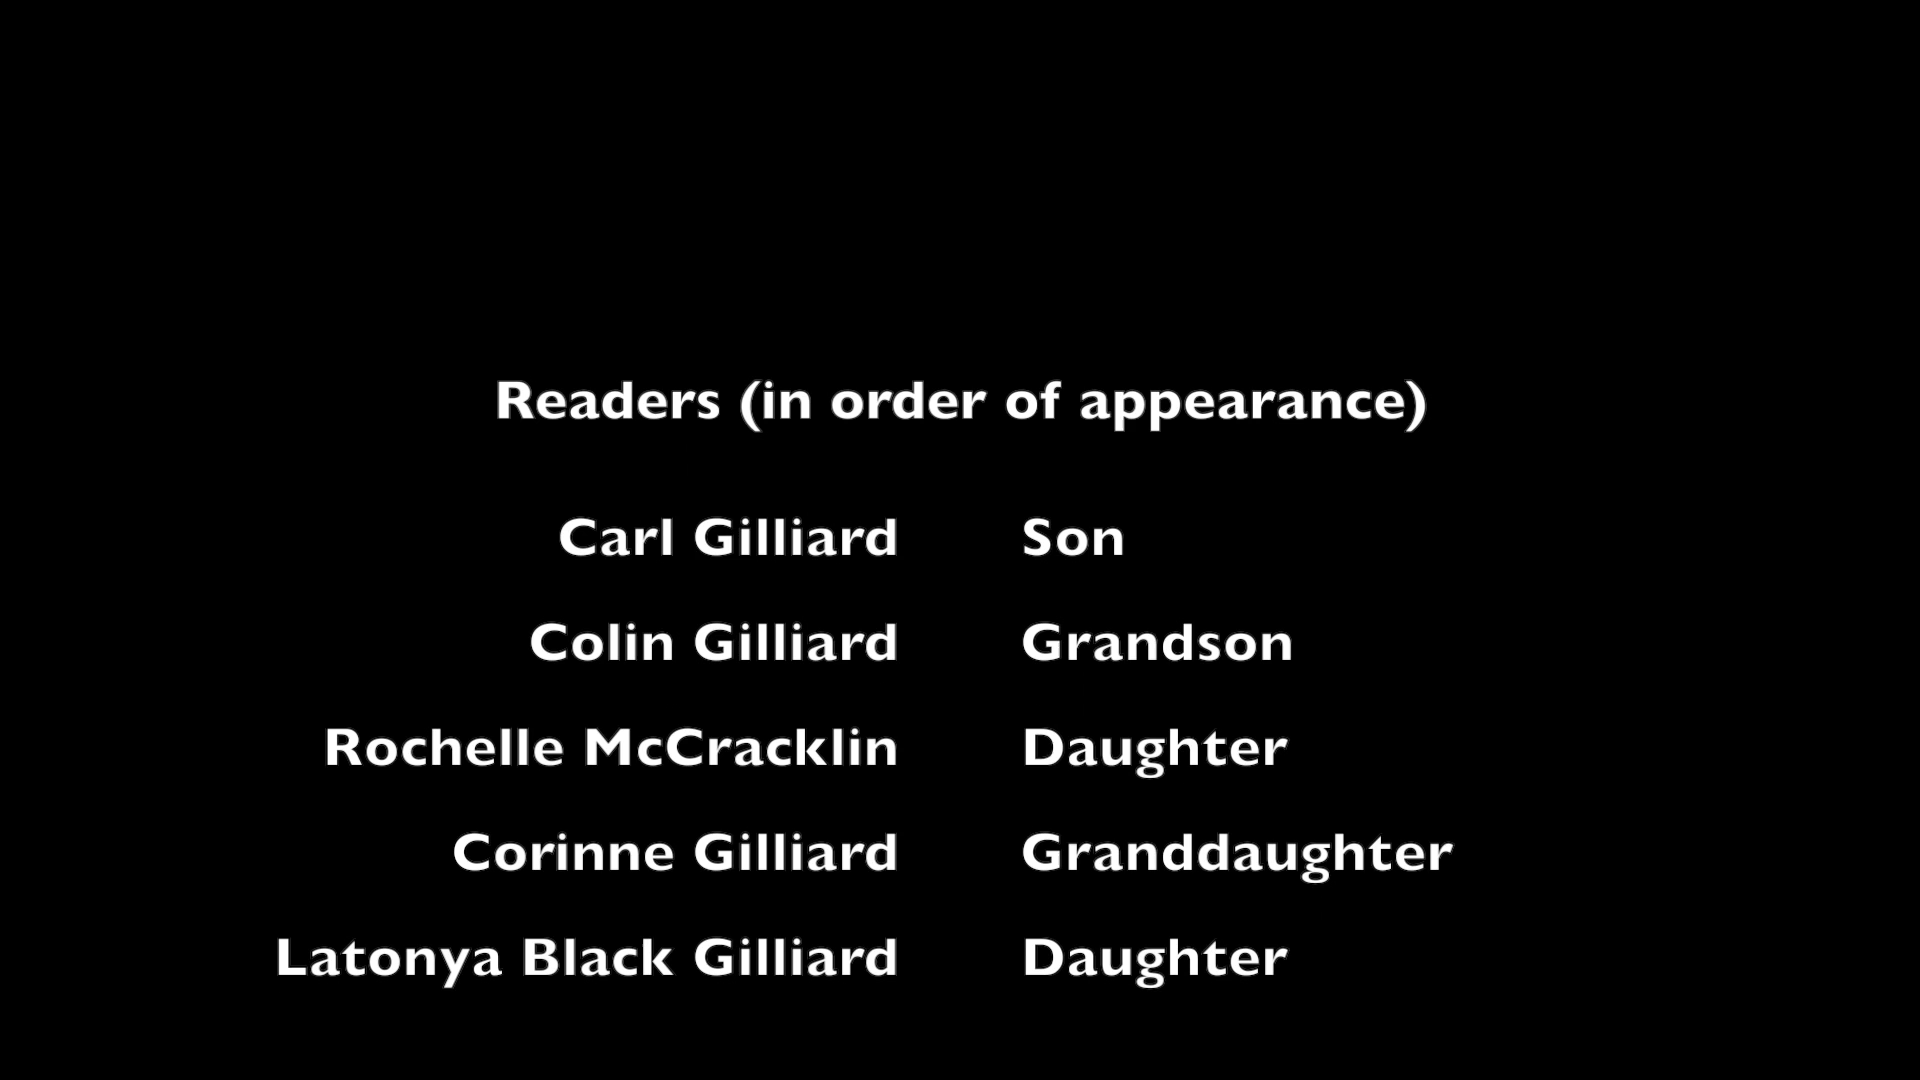 Readers (in order of appearance)
Carl Gilliard Son
Colin Gilliard Grandson
Rochelle McCracklin Daughter
Corinne Gilliard Granddaughter
Latonya Black Gilliard Daughter